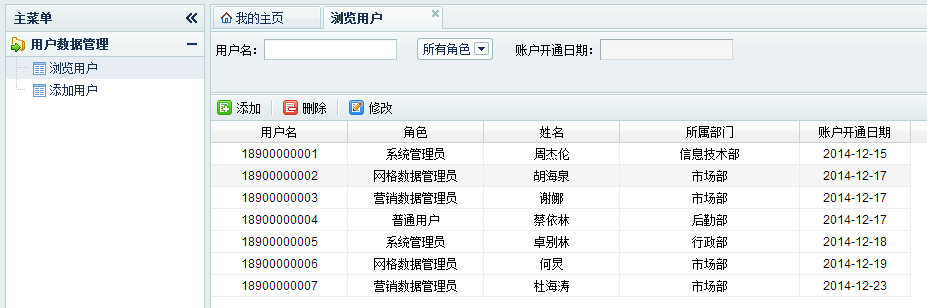 主菜单
用户数据管理
浏览用户
添加用户
我的主页 浏览用户
用户名： 所有角色 账户开通日期：
添加 删除 修改
用户名 角色 姓名 所属部门 账户开通日期
18900000001 系统管理员 周杰伦 信息技术部 2014-12-15
18900000002 网格数据管理员 胡海泉 市场部 2014-12-17
18900000003 营销数据管理员 谢娜 市场部 2014-12-17
18900000004 普通用户 蔡依林 后勤部 2014-12-17
18900000005 系统管理员 卓别林 行政部 2014-12-18
18900000006 网格数据管理员 何炅 市场部 2014-12-19
18900000007 营销数据管理员 杜海涛 市场部 2014-12-23